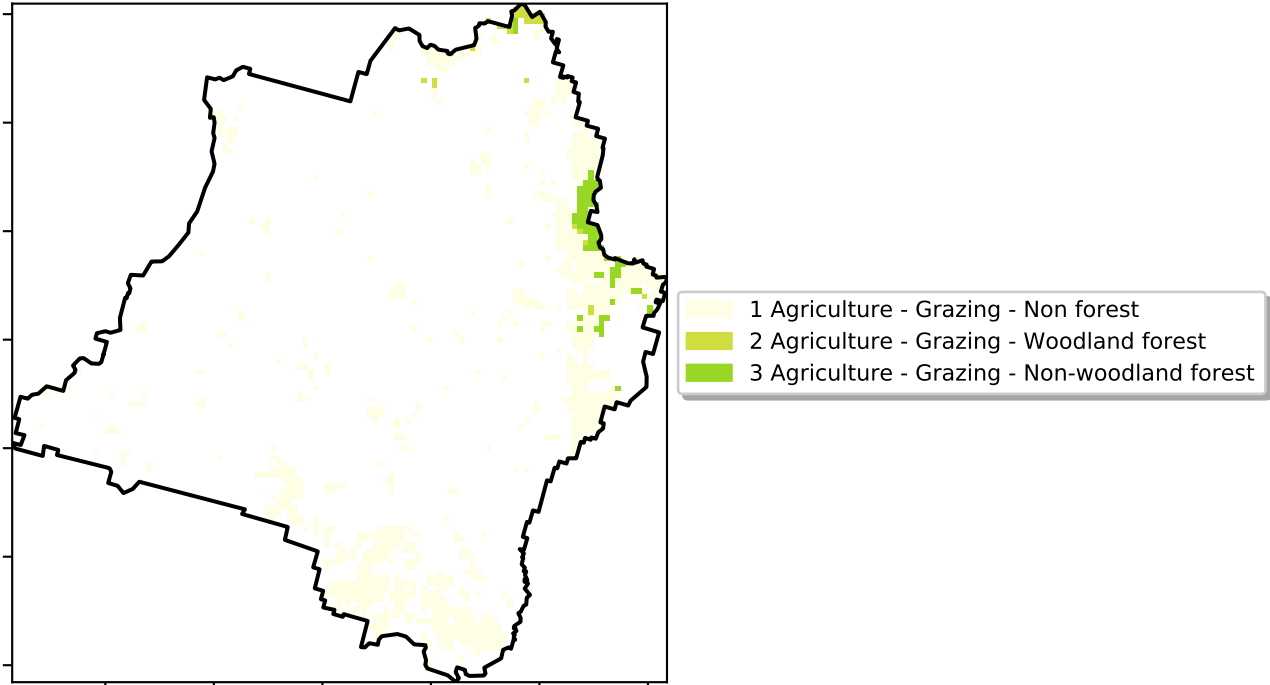 1 Agriculture - Grazing - Non forest
2 Agriculture - Grazing - Woodland forest
3 Agriculture - Grazing - Non-woodland forest